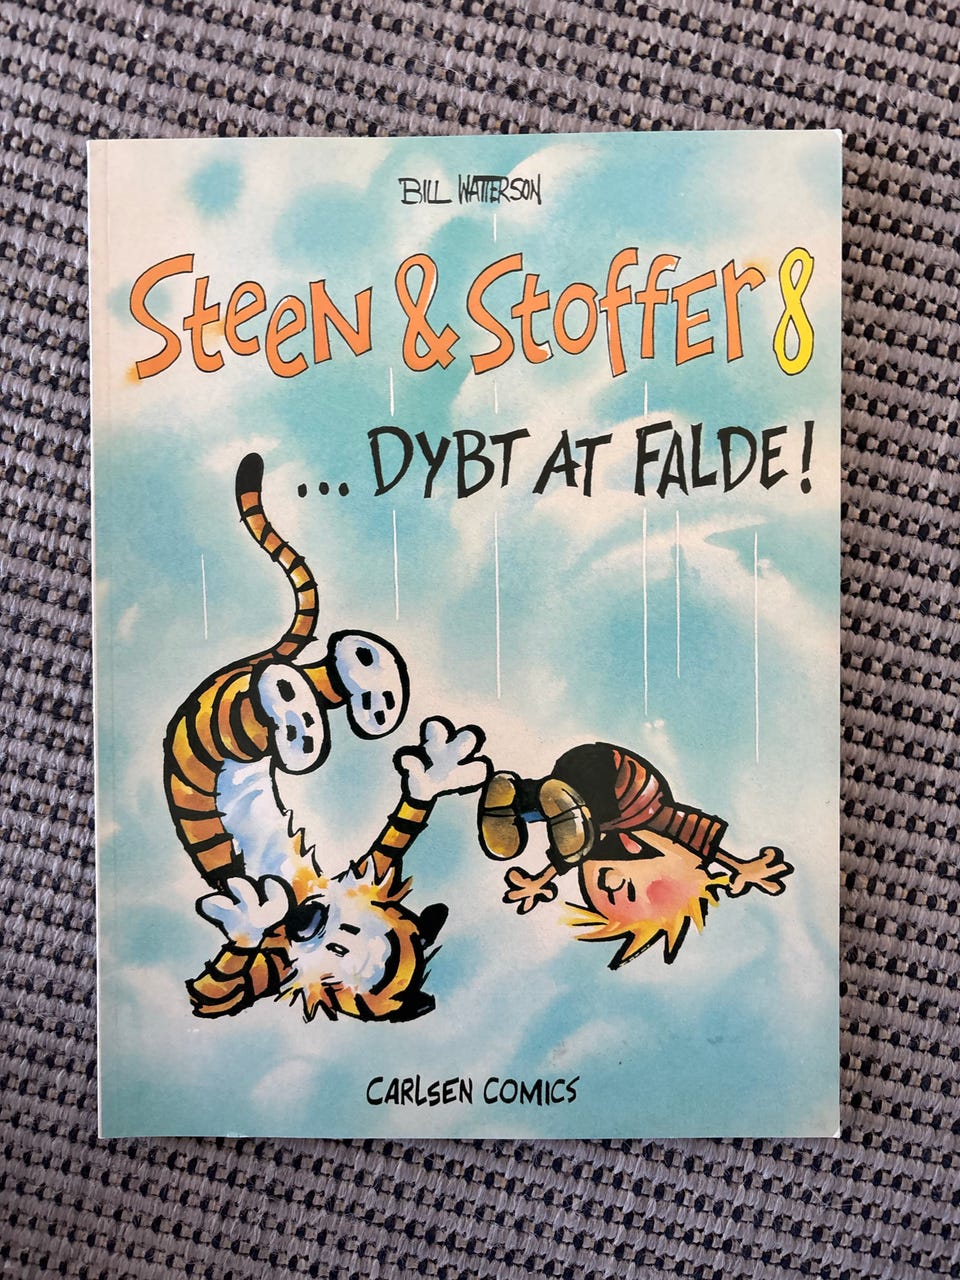 BILL WATTERSON
Steen & Stoffer 8
... DYBT AT FALDE!
CARLSEN COMICS